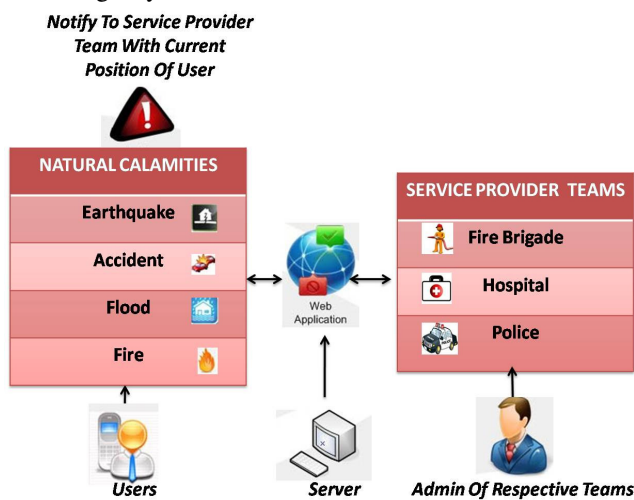 Notify To Service Provider
Team With Current
Position Of User
NATURAL CALAMITIES
Earthquake
Accident
Flood
Fire
Web
Application
SERVICE PROVIDER TEAMS
Fire Brigade
Hospital
Police
Users
Server
Admin Of Respective Teams